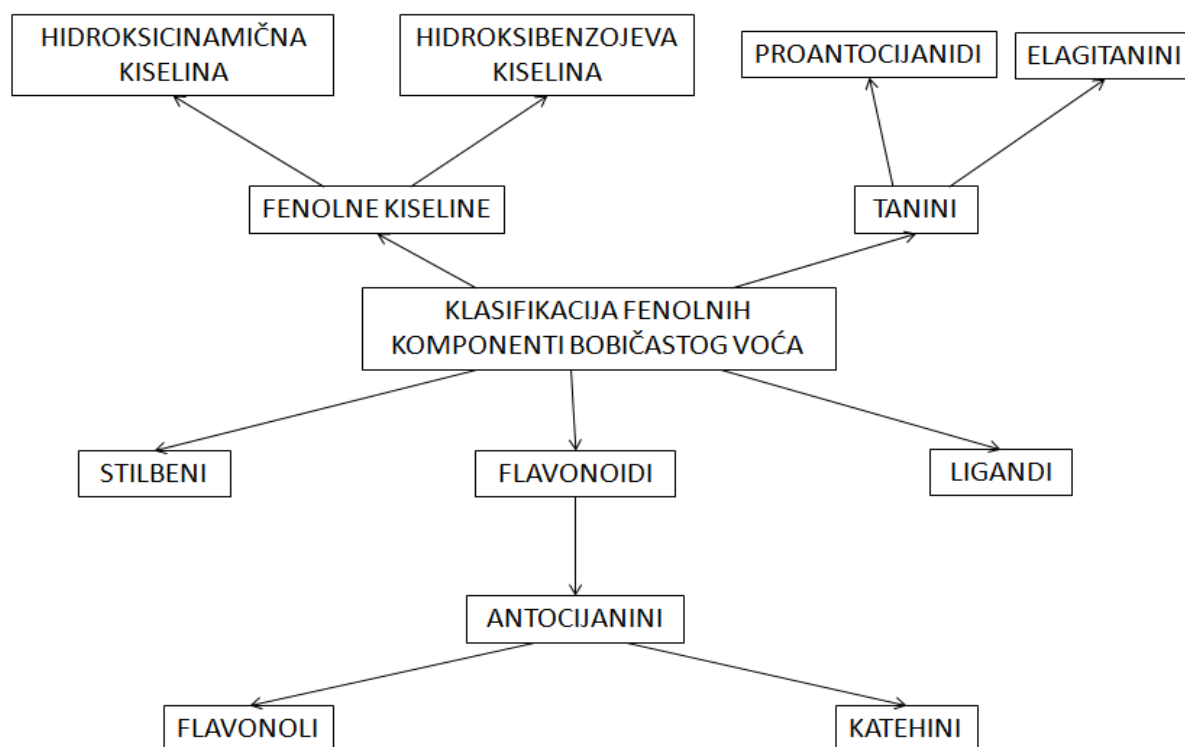 HIDROKSICINAMIČNA
KISELINA
HIDROKSIBENZOJEVA
KISELINA
PROANTOCIJANIDI
ELAGITANINI
FENOLNE KISELINE
TANINI
KLASIFIKACIJA FENOLNIH
KOMPONENTI BOBIČASTOG VOĆA
STILBENI
FLAVONOIDI
LIGANDI
ANTOCIJANINI
FLAVONOLI
KATEHINI